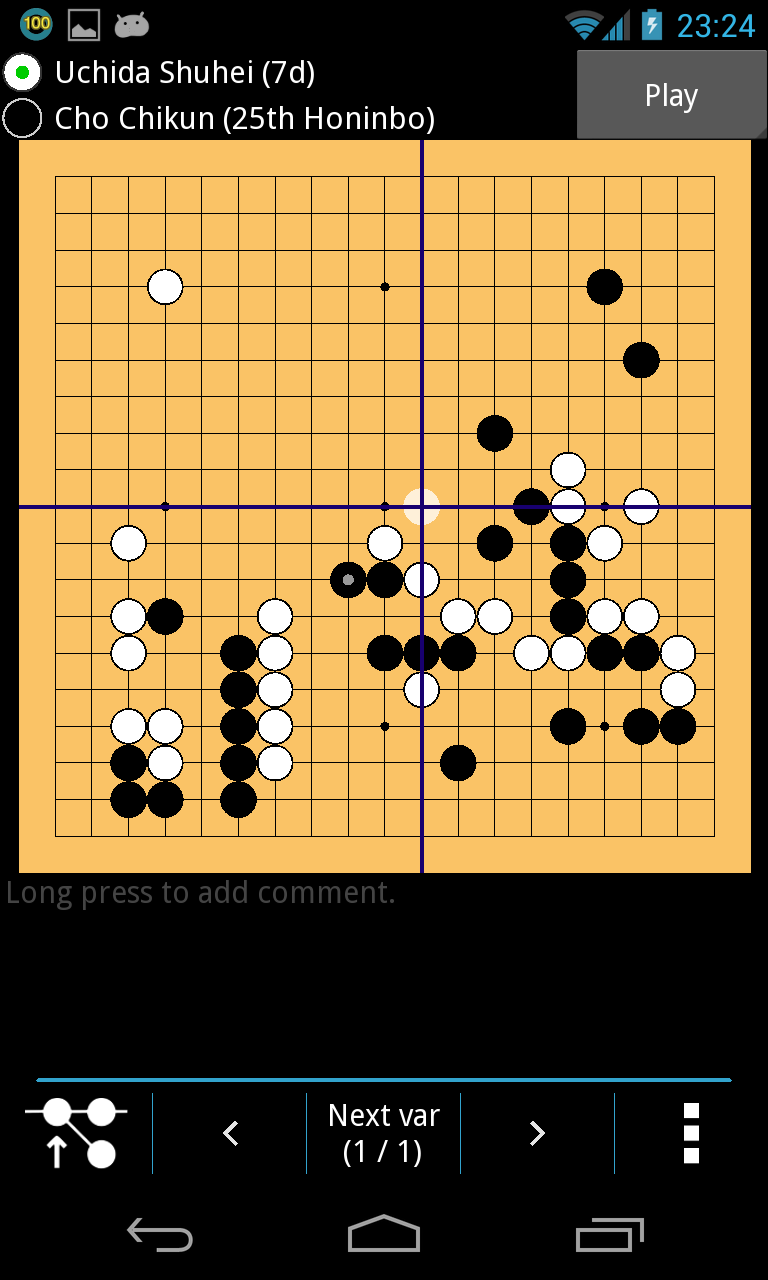 100
23:24
Uchida Shuhei (7d)
Play
Cho Chikun (25th Honinbo)
Long press to add comment.
Next var
(1 / 1)